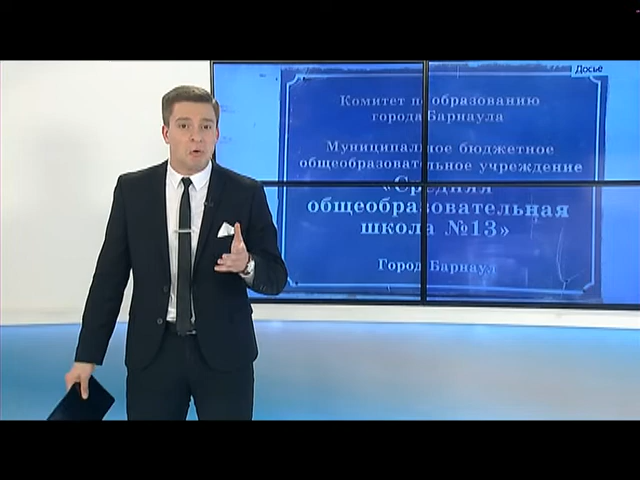 Досье
Комитет по образованию
города Барнаула
Муниципальное бюджетное
общеобразовательное учреждение
«Средняя
общеобразовательная
школа №13»
Город Барнаул